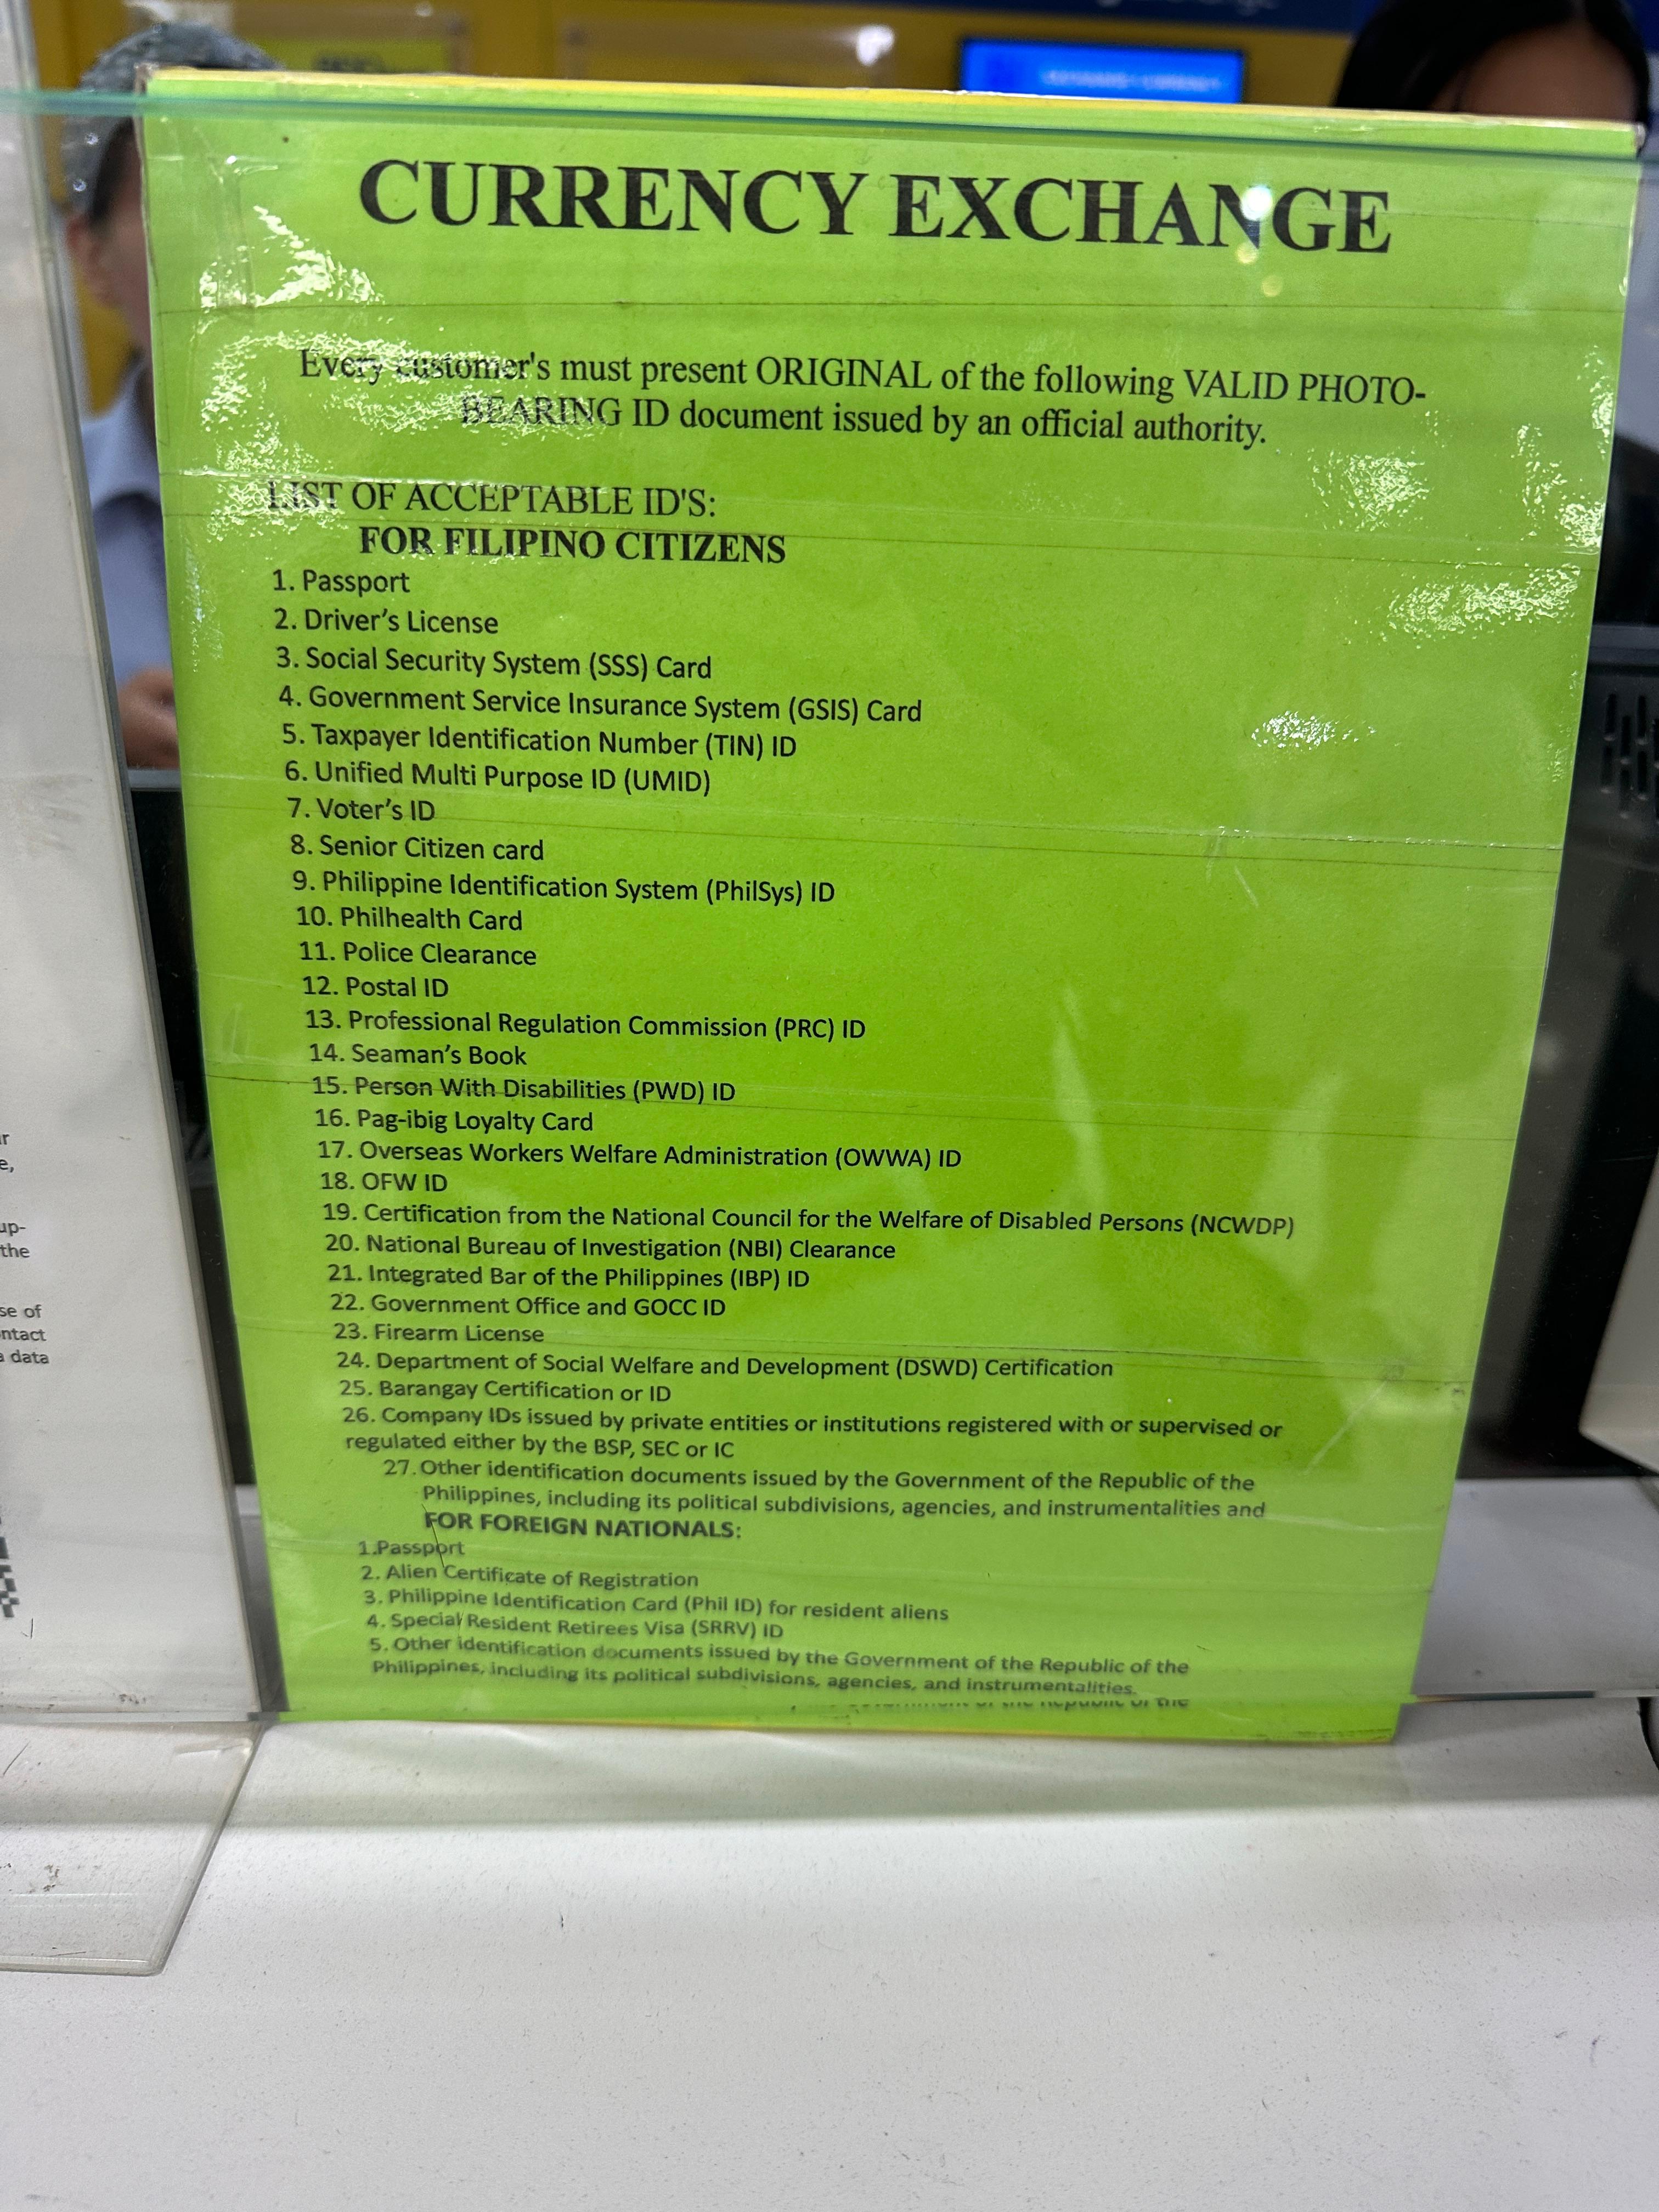 CURRENCY EXCHANGE
Every customer's must present ORIGINAL of the following VALID PHOTO-
BEARING ID document issued by an official authority.
LIST OF ACCEPTABLE ID'S:
FOR FILIPINO CITIZENS
1. Passport
2. Driver’s License
3. Social Security System (SSS) Card
4. Government Service Insurance System (GSIS) Card
5. Taxpayer Identification Number (TIN) ID
6. Unified Multi Purpose ID (UMID)
7. Voter’s ID
8. Senior Citizen card
9. Philippine Identification System (PhilSys) ID
10. Philhealth Card
11. Police Clearance
12. Postal ID
13. Professional Regulation Commission (PRC) ID
14. Seaman’s Book
15. Person With Disabilities (PWD) ID
16. Pag-ibig Loyalty Card
17. Overseas Workers Welfare Administration (OWWA) ID
18. OFW ID
19. Certification from the National Council for the Welfare of Disabled Persons (NCWDP)
20. National Bureau of Investigation (NBI) Clearance
21. Integrated Bar of the Philippines (IBP) ID
22. Government Office and GOCC ID
23. Firearm License
24. Department of Social Welfare and Development (DSWD) Certification
25. Barangay Certification or ID
26. Company IDs issued by private entities or institutions registered with or supervised or
regulated either by the BSP, SEC or IC
27. Other identification documents issued by the Government of the Republic of the
Philippines, including its political subdivisions, agencies, and instrumentalities and
FOR FOREIGN NATIONALS:
1.Passport
2. Alien Certificate of Registration
3. Philippine Identification Card (Phil ID) for resident aliens
4. Special Resident Retirees Visa (SRRV) ID
5. Other identification documents issued by the Government of the Republic of the
Philippines, including its political subdivisions, agencies, and instrumentalities.
of the Republic of the
the
se of
data